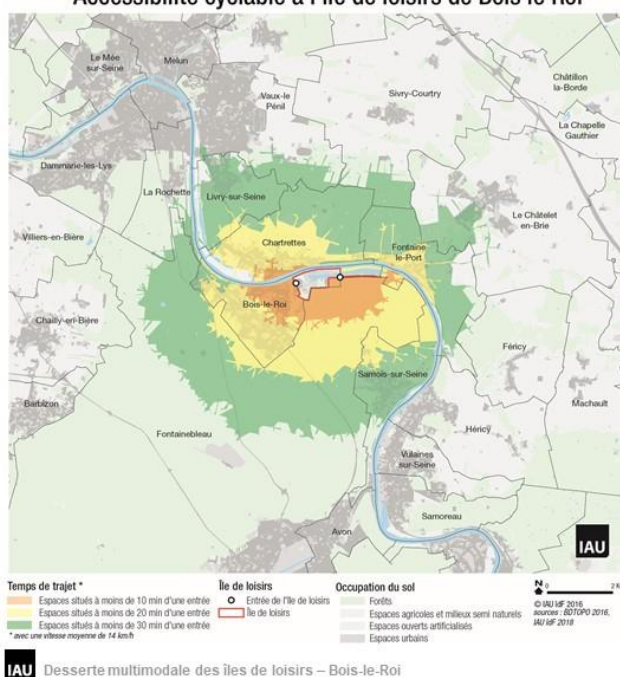 Accessibilité cyclable à l'île de loisirs de Bois-le-Roi
Le Mée
sur-Seine
Melun
Vaux-le
Pénil
Sivry-Courtry
Châtillon
la-Borde
La Chapelle
Gauthier
Dammarie-les-Lys
La Rochette
Livry-sur-Seine
Le Châtelet
en-Brie
Villiers-en-Bière
Chartrettes
Fontaine
le-Port
Bois-le-Roi
Chailly-en-Bière
Féricy
Samois-sur-Seine
Barbizon
Machault
Fontainebleau
Héricy
Vulaines
sur-Seine
Samoreau
Avon
IAU
Temps de trajet *
Espaces situés à moins de 10 min d'une entrée
Espaces situés à moins de 20 min d'une entrée
Espaces situés à moins de 30 min d'une entrée
* avec une vitesse moyenne de 14 km/h
Île de loisirs
Entrée de l'île de loisirs
Île de loisirs
Occupation du sol
Forêts
Espaces agricoles et milieux semi naturels
Espaces ouverts artificialisés
Espaces urbains
N 0 2
© IAU îdF 2016
sources : BDTOPO 2016,
IAU îdF 2018
IAU Desserte multimodale des îles de loisirs – Bois-le-Roi